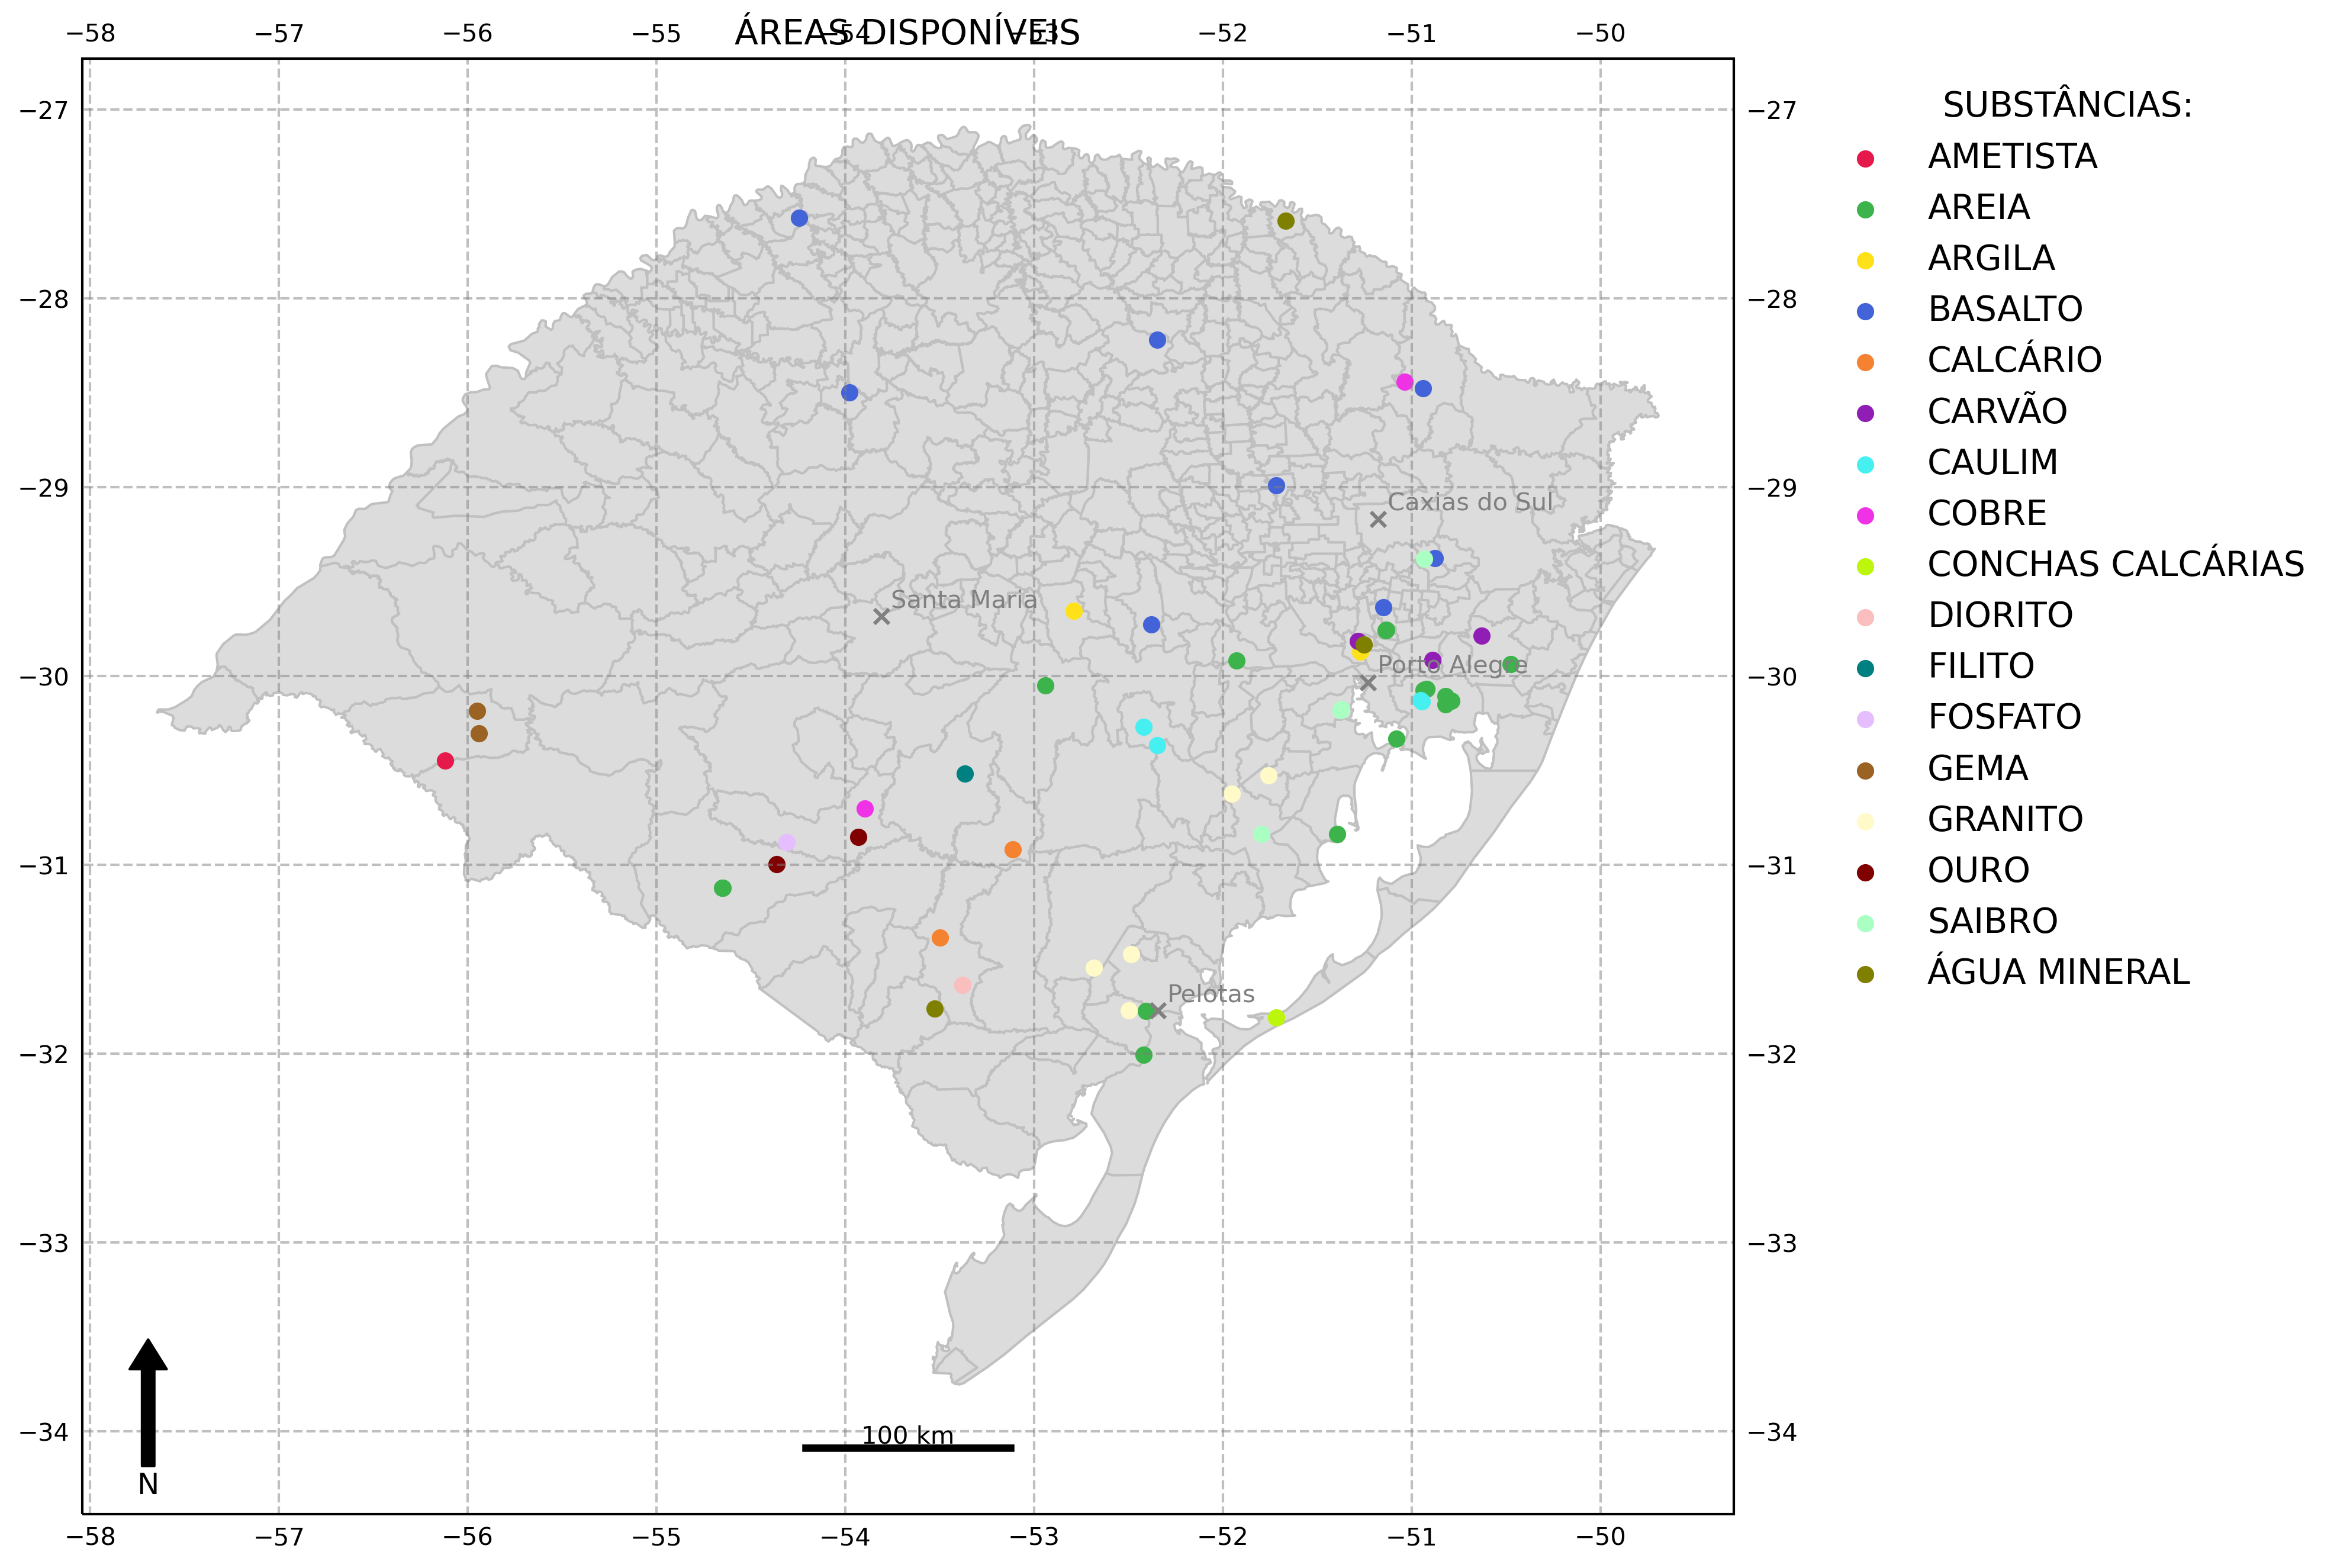 ÁREAS DISPONÍVEIS
−58 −57 −56 −55 −54 −53 −52 −51 −50
−27 −27
−28 −28
−29 −29
−30 −30
−31 −31
−32 −32
−33 −33
−34 −34
Caxias do Sul
Santa Maria
Porto Alegre
Pelotas
100 km
N
−58 −57 −56 −55 −54 −53 −52 −51 −50
SUBSTÂNCIAS:
AMETISTA
AREIA
ARGILA
BASALTO
CALCÁRIO
CARVÃO
CAULIM
COBRE
CONCHAS CALCÁRIAS
DIORITO
FILITO
FOSFATO
GEMA
GRANITO
OURO
SAIBRO
ÁGUA MINERAL